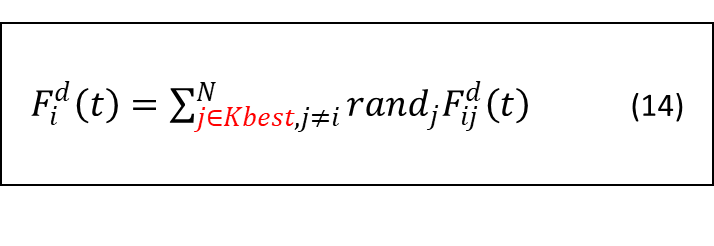 F_i^d(t) = ∑_{j∈Kbest,j≠i}^N rand_j F_{ij}^d(t) (14)